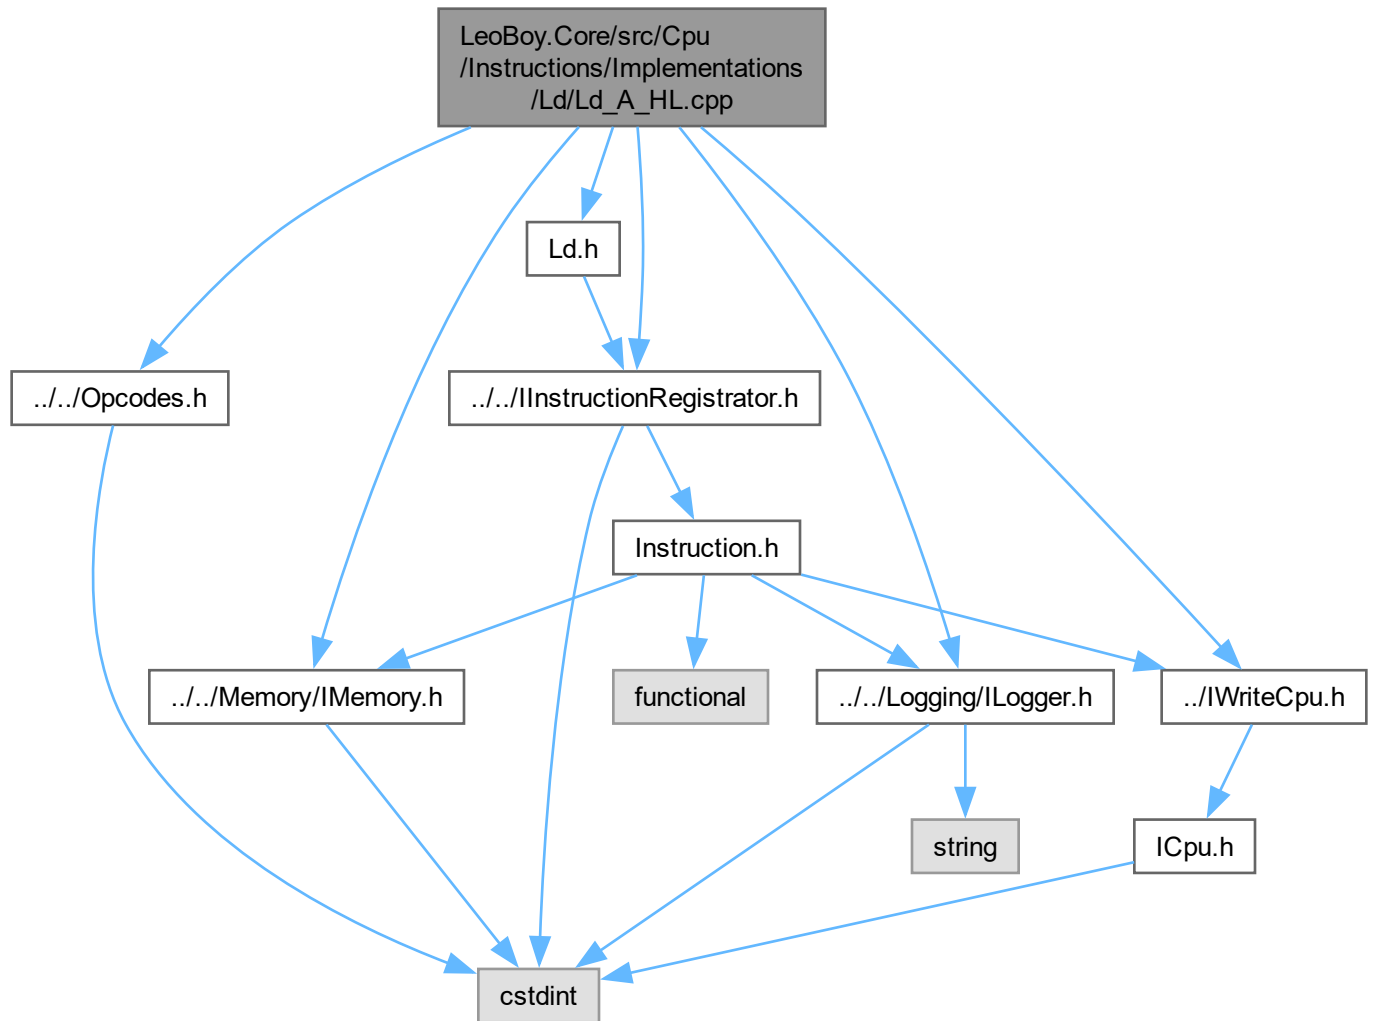 LeoBoy.Core/src/Cpu
/Instructions/Implementations
/Ld/Ld_A_HL.cpp
Ld.h
../../Opcodes.h
../../IInstructionRegistrator.h
Instruction.h
../../Memory/IMemory.h
functional
../../Logging/ILogger.h
../IWriteCpu.h
string
ICpu.h
cstdint